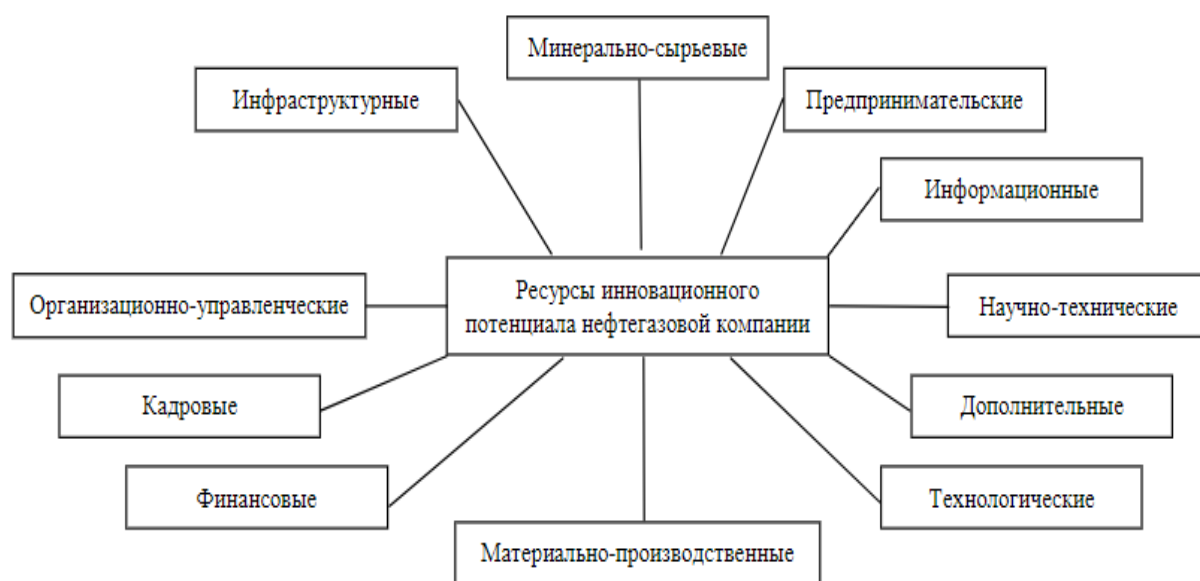 Минерально-сырьевые
Инфраструктурные
Предпринимательские
Информационные
Ресурсы инновационного
потенциала нефтегазовой компании
Организационно-управленческие
Научно-технические
Кадровые
Дополнительные
Финансовые
Технологические
Материально-производственные